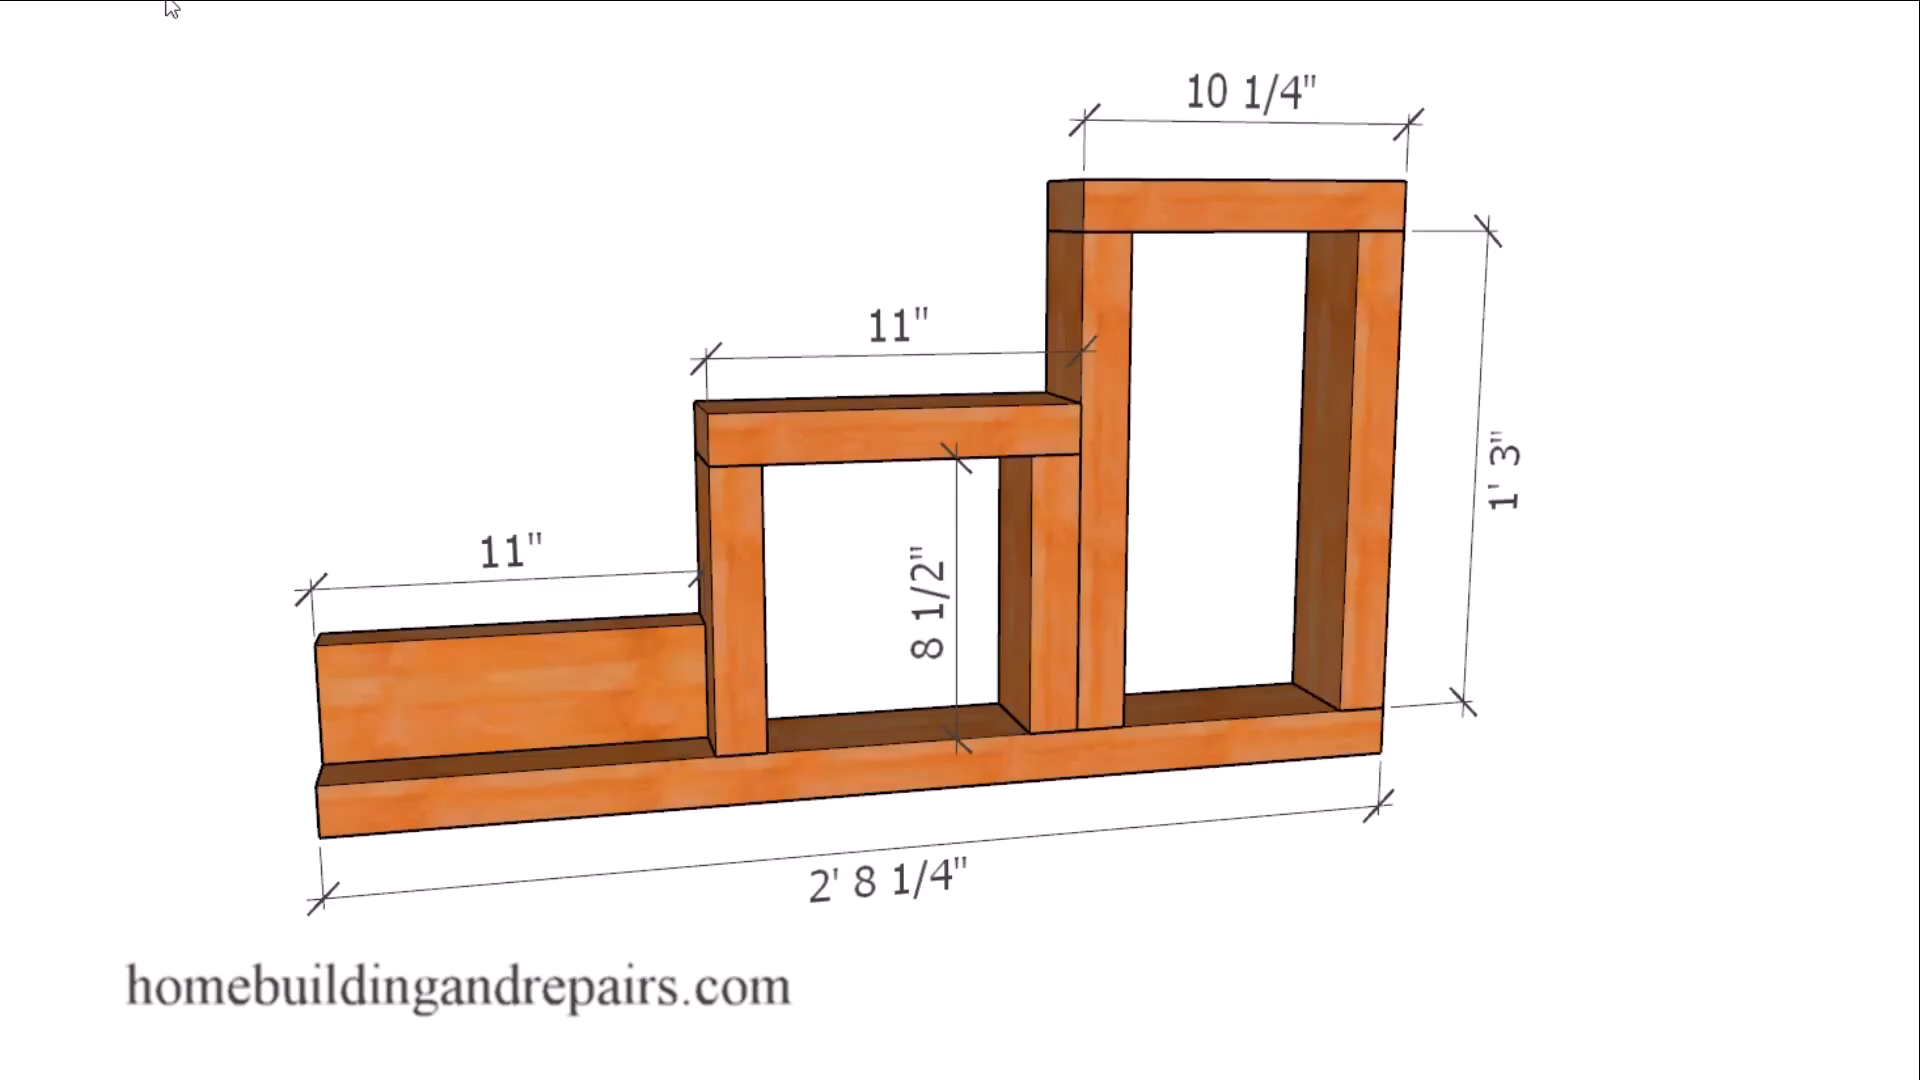 10 1/4"
11"
11"
8 1/2"
1' 3"
2' 8 1/4"
homebuildingandrepairs.com